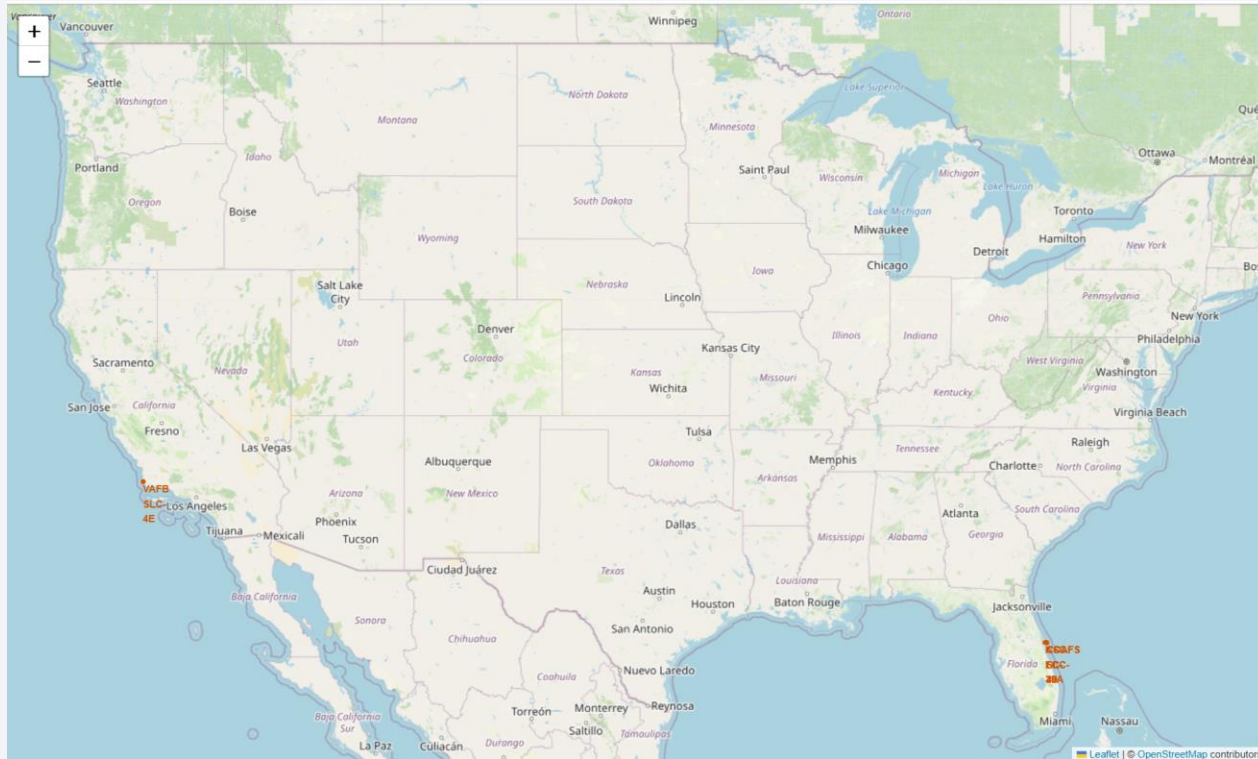 Vancouver
Winnipeg
Ontario
+
−
Seattle
Washington
Montana
North Dakota
Minnesota
Lake Superior
Qué
Portland
Idaho
Saint Paul
Wisconsin
Michigan
Lake Huron
Ottawa
Montréal
Oregon
Boise
South Dakota
Wyoming
Lake Michigan
Milwaukee
Toronto
Hamilton
New York
Detroit
Chicago
Bo
Salt Lake
City
Nebraska
Iowa
Lincoln
Pennsylvania
New York
Denver
Utah
Colorado
Illinois
Indiana
Ohio
Philadelphia
Sacramento
Nevada
Kansas City
Kansas
Missouri
West Virginia
Washington
Virginia
Wichita
Kentucky
San Jose
California
Fresno
Virginia Beach
Las Vegas
Tulsa
Raleigh
Tennessee
Albuquerque
Oklahoma
Memphis
Charlotte
North Carolina
Arkansas
VAFB
SLC-
4E
Los Angeles
Arizona
New Mexico
Phoenix
Tucson
Tijuana
Mexicali
Dallas
Mississippi
Alabama
Atlanta
Georgia
South Carolina
Ciudad Juárez
Texas
Louisiana
Baja California
Austin
Houston
Baton Rouge
Jacksonville
Sonora
Chihuahua
San Antonio
Florida
Coahuila
Nuevo Laredo
Baja California
Sur
Torreón
Monterrey
Reynosa
Saltillo
Tamaulipas
Miami
Nassau
La Paz
Culiacán
Durango
Leaflet | © OpenStreetMap contributor